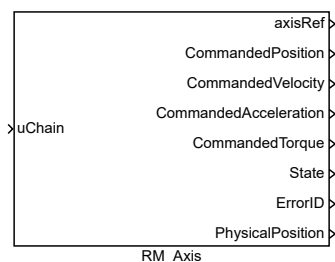 axisRef
CommandedPosition
CommandedVelocity
CommandedAcceleration
uChain
CommandedTorque
State
ErrorID
PhysicalPosition
RM_Axis